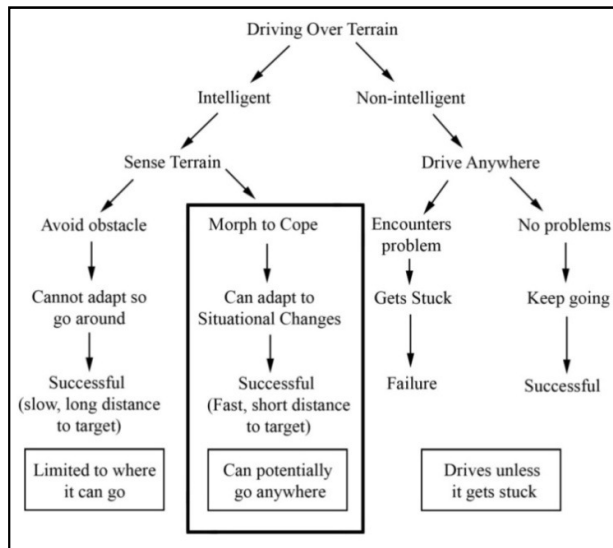 Driving Over Terrain
Intelligent
Non-intelligent
Sense Terrain
Drive Anywhere
Avoid obstacle
Morph to Cope
Encounters
problem
No problems
Cannot adapt so
go around
Can adapt to
Situational Changes
Gets Stuck
Keep going
Successful
(slow, long distance
to target)
Successful
(Fast, short distance
to target)
Failure
Successful
Limited to where
it can go
Can potentially
go anywhere
Drives unless
it gets stuck